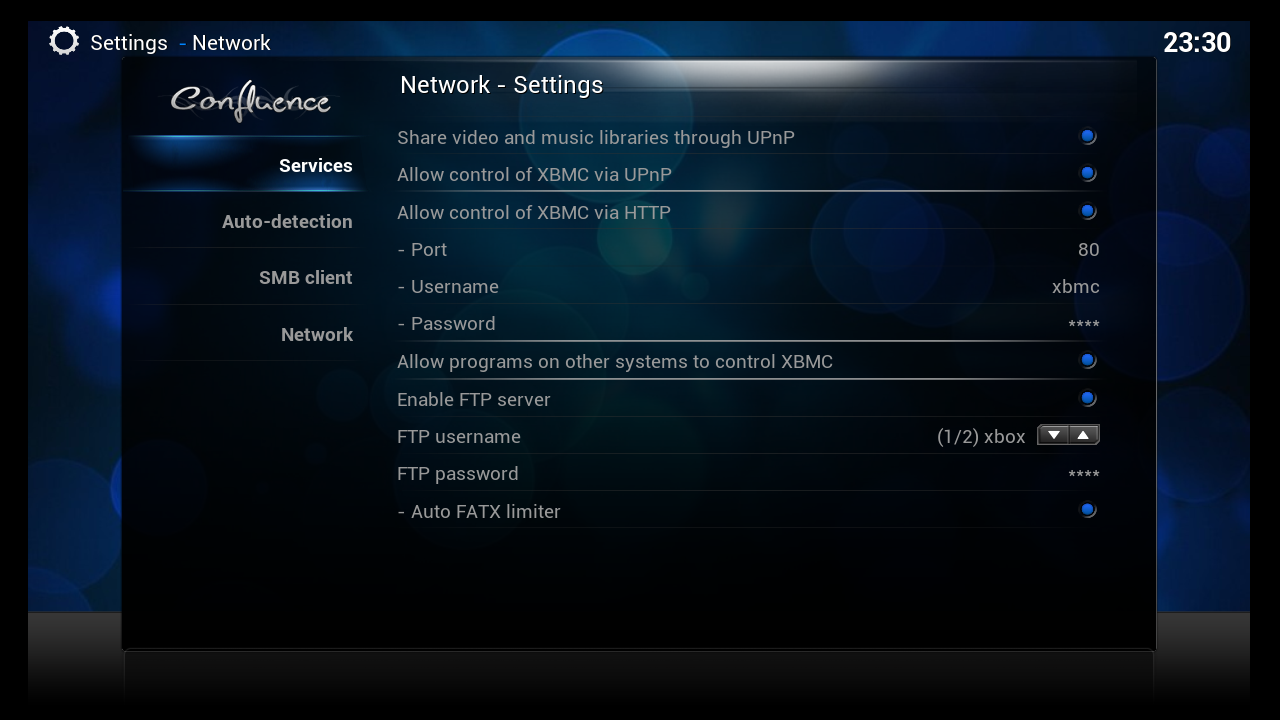 Settings - Network
23:30
Confluence
Network - Settings
Services
Auto-detection
SMB client
Network
Share video and music libraries through UPnP
Allow control of XBMC via UPnP
Allow control of XBMC via HTTP
- Port 80
- Username xbmc
- Password ****
Allow programs on other systems to control XBMC
Enable FTP server
FTP username (1/2) xbox
FTP password ****
- Auto FATX limiter